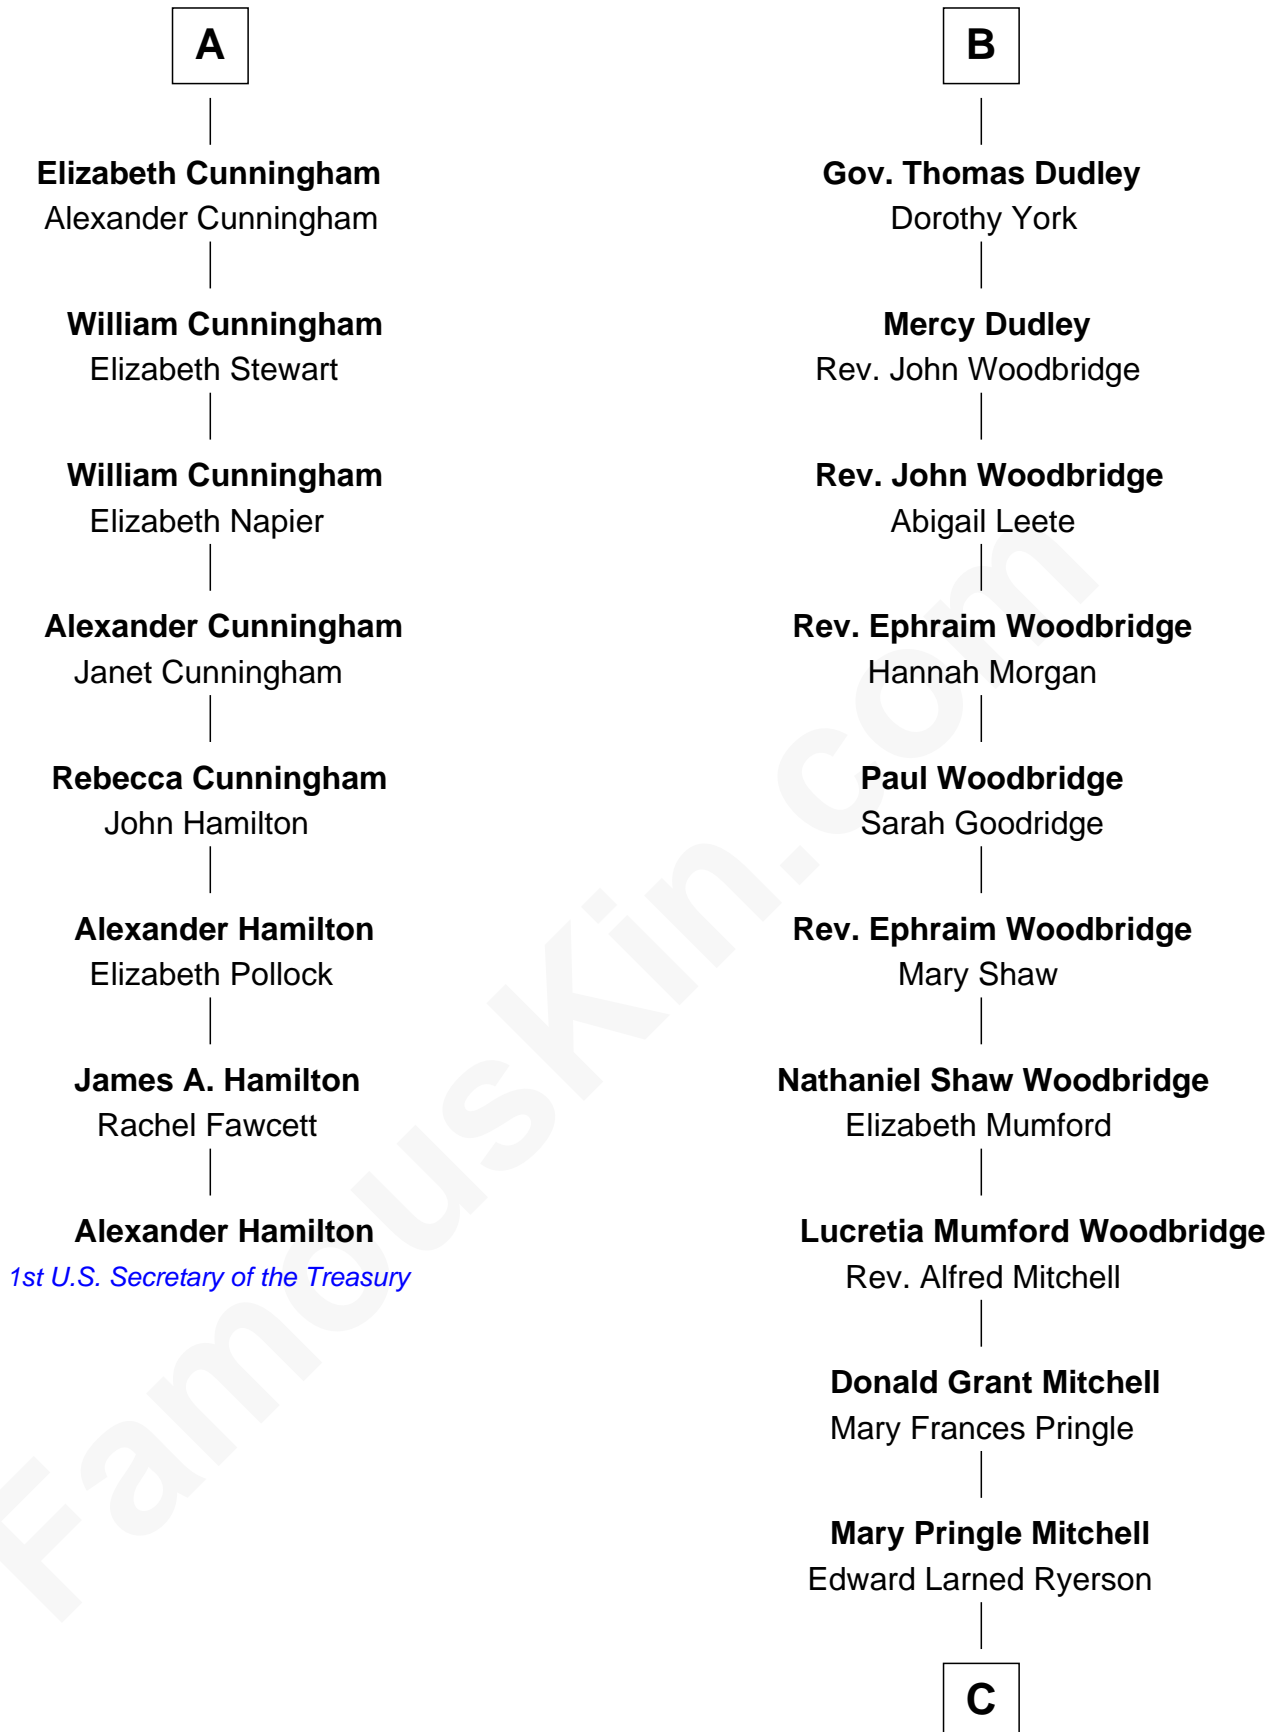 A
Elizabeth Cunningham
Alexander Cunningham
William Cunningham
Elizabeth Stewart
William Cunningham
Elizabeth Napier
Alexander Cunningham
Janet Cunningham
Rebecca Cunningham
John Hamilton
Alexander Hamilton
Elizabeth Pollock
James A. Hamilton
Rachel Fawcett
Alexander Hamilton
1st U.S. Secretary of the Treasury
B
Gov. Thomas Dudley
Dorothy York
Mercy Dudley
Rev. John Woodbridge
Rev. John Woodbridge
Abigail Leete
Rev. Ephraim Woodbridge
Hannah Morgan
Paul Woodbridge
Sarah Goodridge
Rev. Ephraim Woodbridge
Mary Shaw
Nathaniel Shaw Woodbridge
Elizabeth Mumford
Lucretia Mumford Woodbridge
Rev. Alfred Mitchell
Donald Grant Mitchell
Mary Frances Pringle
Mary Pringle Mitchell
Edward Larned Ryerson
C
FamousKin.com